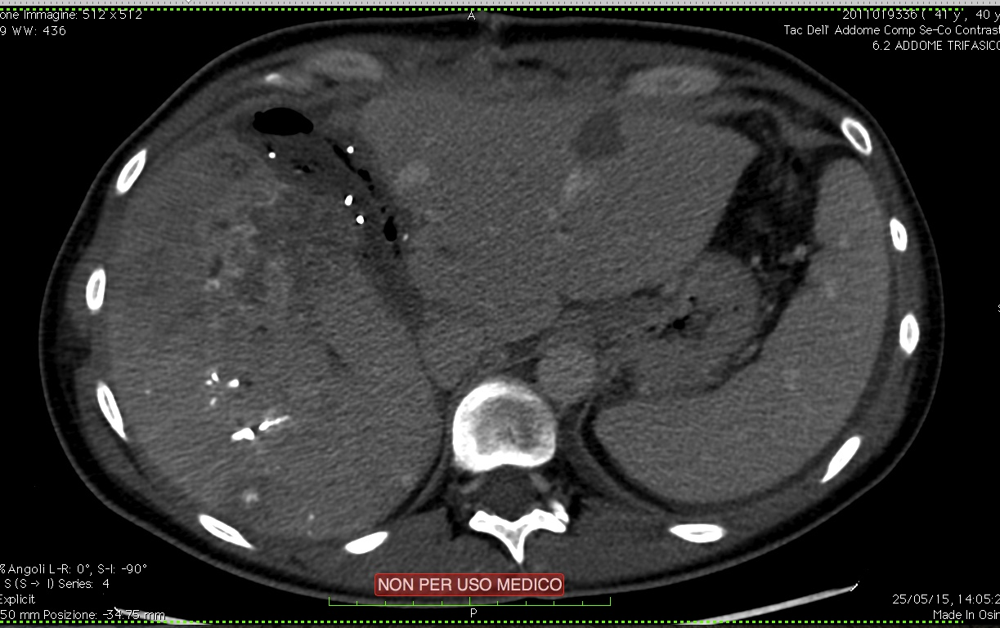 one Immagine: 512 x 512
9 WW: 436
A
2011019336 ( 41 y , 40 y
Tac Dell' Addome Comp Se-Co Contrast
6.2 ADDOME TRIFASICO
%Angoli L-R: 0°, S-I: -90°
S (S -> I) Series: 4
Explicit
50 mm Posizione: -34.75 mm
NON PER USO MEDICO
P
25/05/15, 14:05:2
Made In Osi